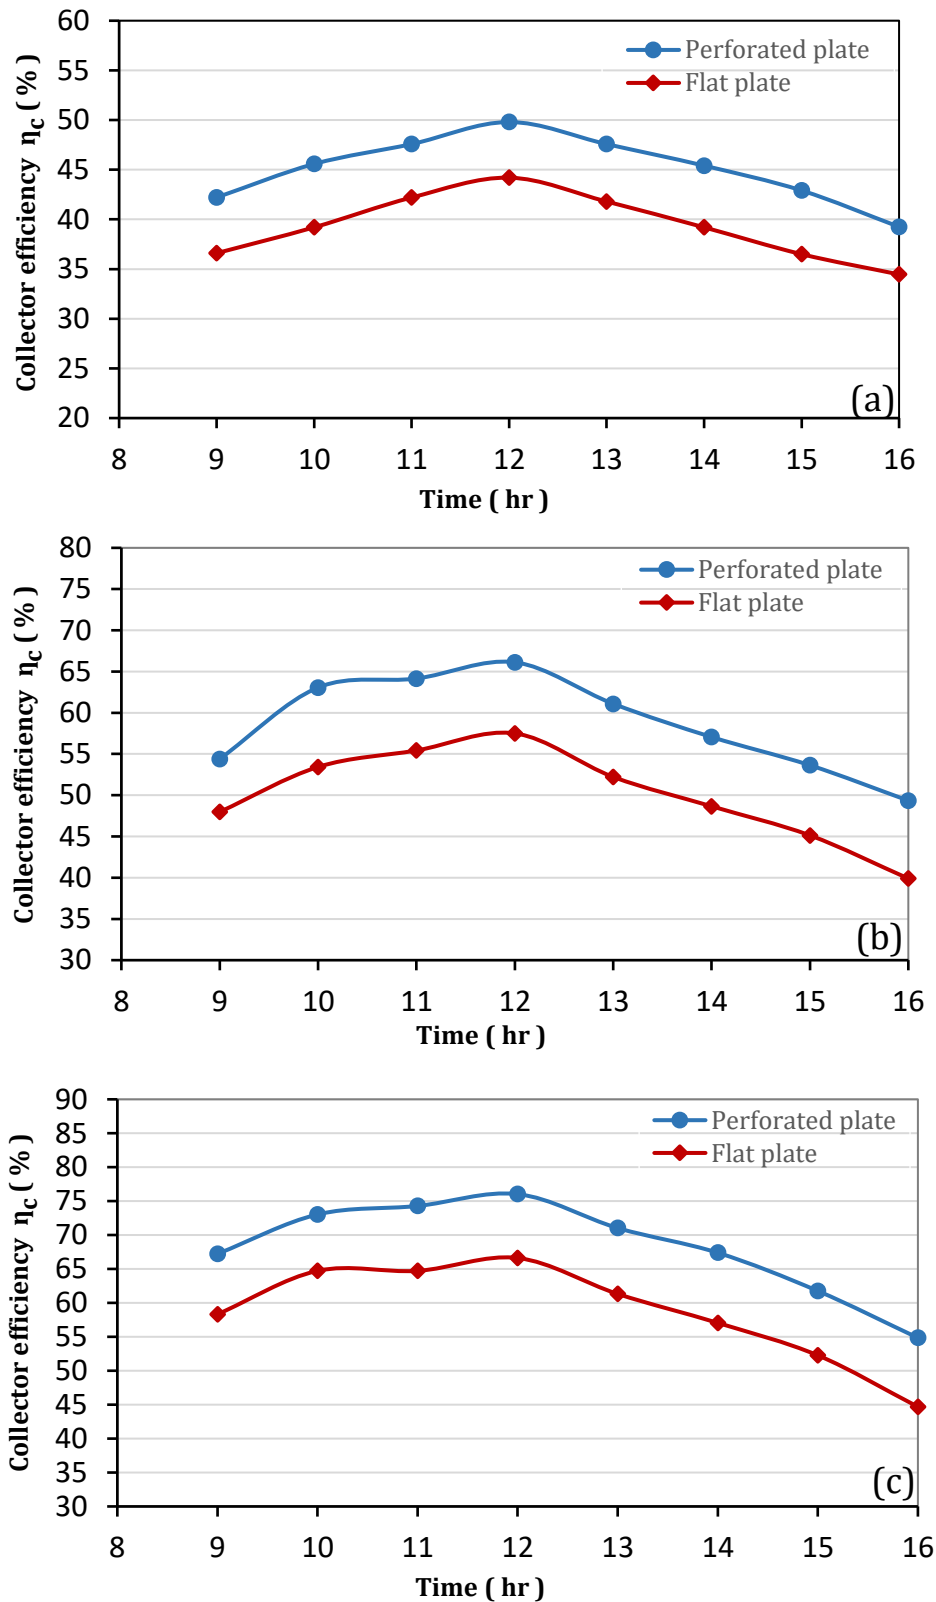 60
55
50
45
40
35
30
25
20
Collector efficiency ηc ( % )
Perforated plate
Flat plate
(a)
8 9 10 11 12 13 14 15 16
Time ( hr )
80
75
70
65
60
55
50
45
40
35
30
Collector efficiency ηc ( % )
Perforated plate
Flat plate
(b)
8 9 10 11 12 13 14 15 16
Time ( hr )
90
85
80
75
70
65
60
55
50
45
40
35
30
Collector efficiency ηc ( % )
Perforated plate
Flat plate
(c)
8 9 10 11 12 13 14 15 16
Time ( hr )